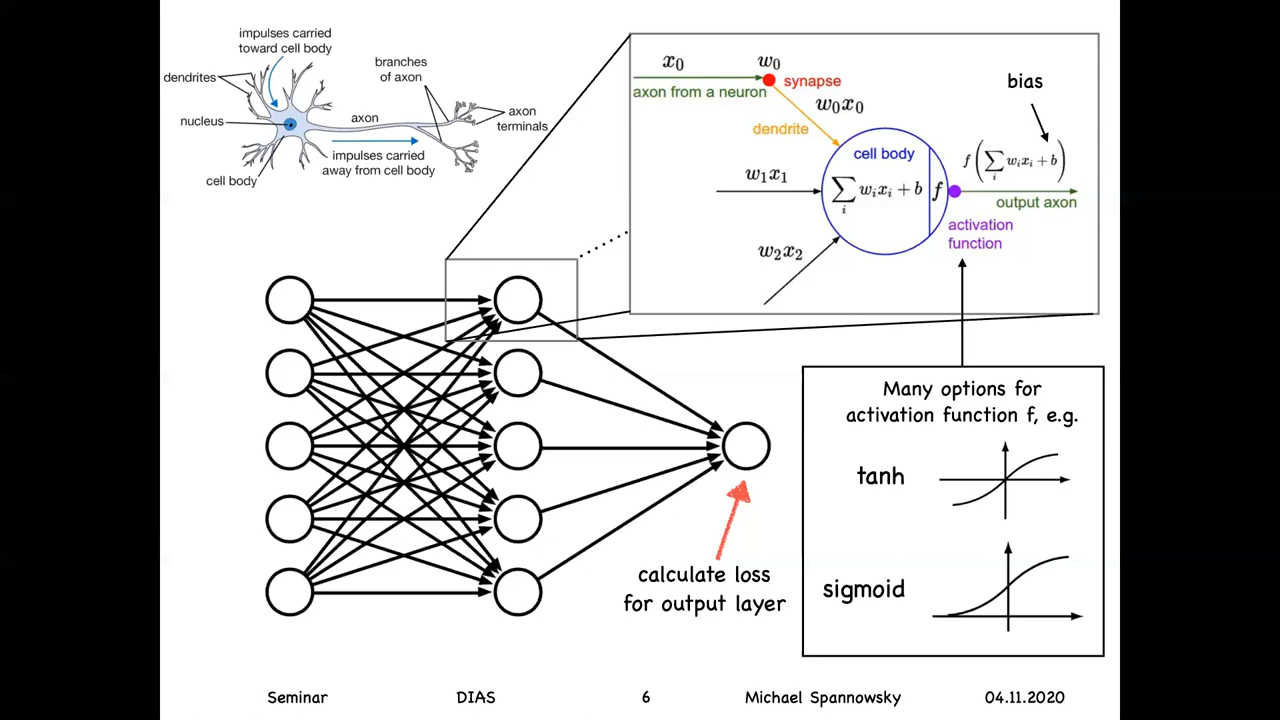 impulses carried
toward cell body
dendrites
nucleus
cell body
axon
impulses carried
away from cell body
branches
of axon
axon
terminals
x₀
w₀
synapse
axon from a neuron
w₀x₀
dendrite
cell body
w₁x₁
∑ᵢ wᵢxᵢ + b
f
w₂x₂
bias
f(∑ᵢ wᵢxᵢ + b)
output axon
activation
function
Many options for
activation function f, e.g.
tanh
sigmoid
calculate loss
for output layer
Seminar DIAS 6 Michael Spannowsky 04.11.2020